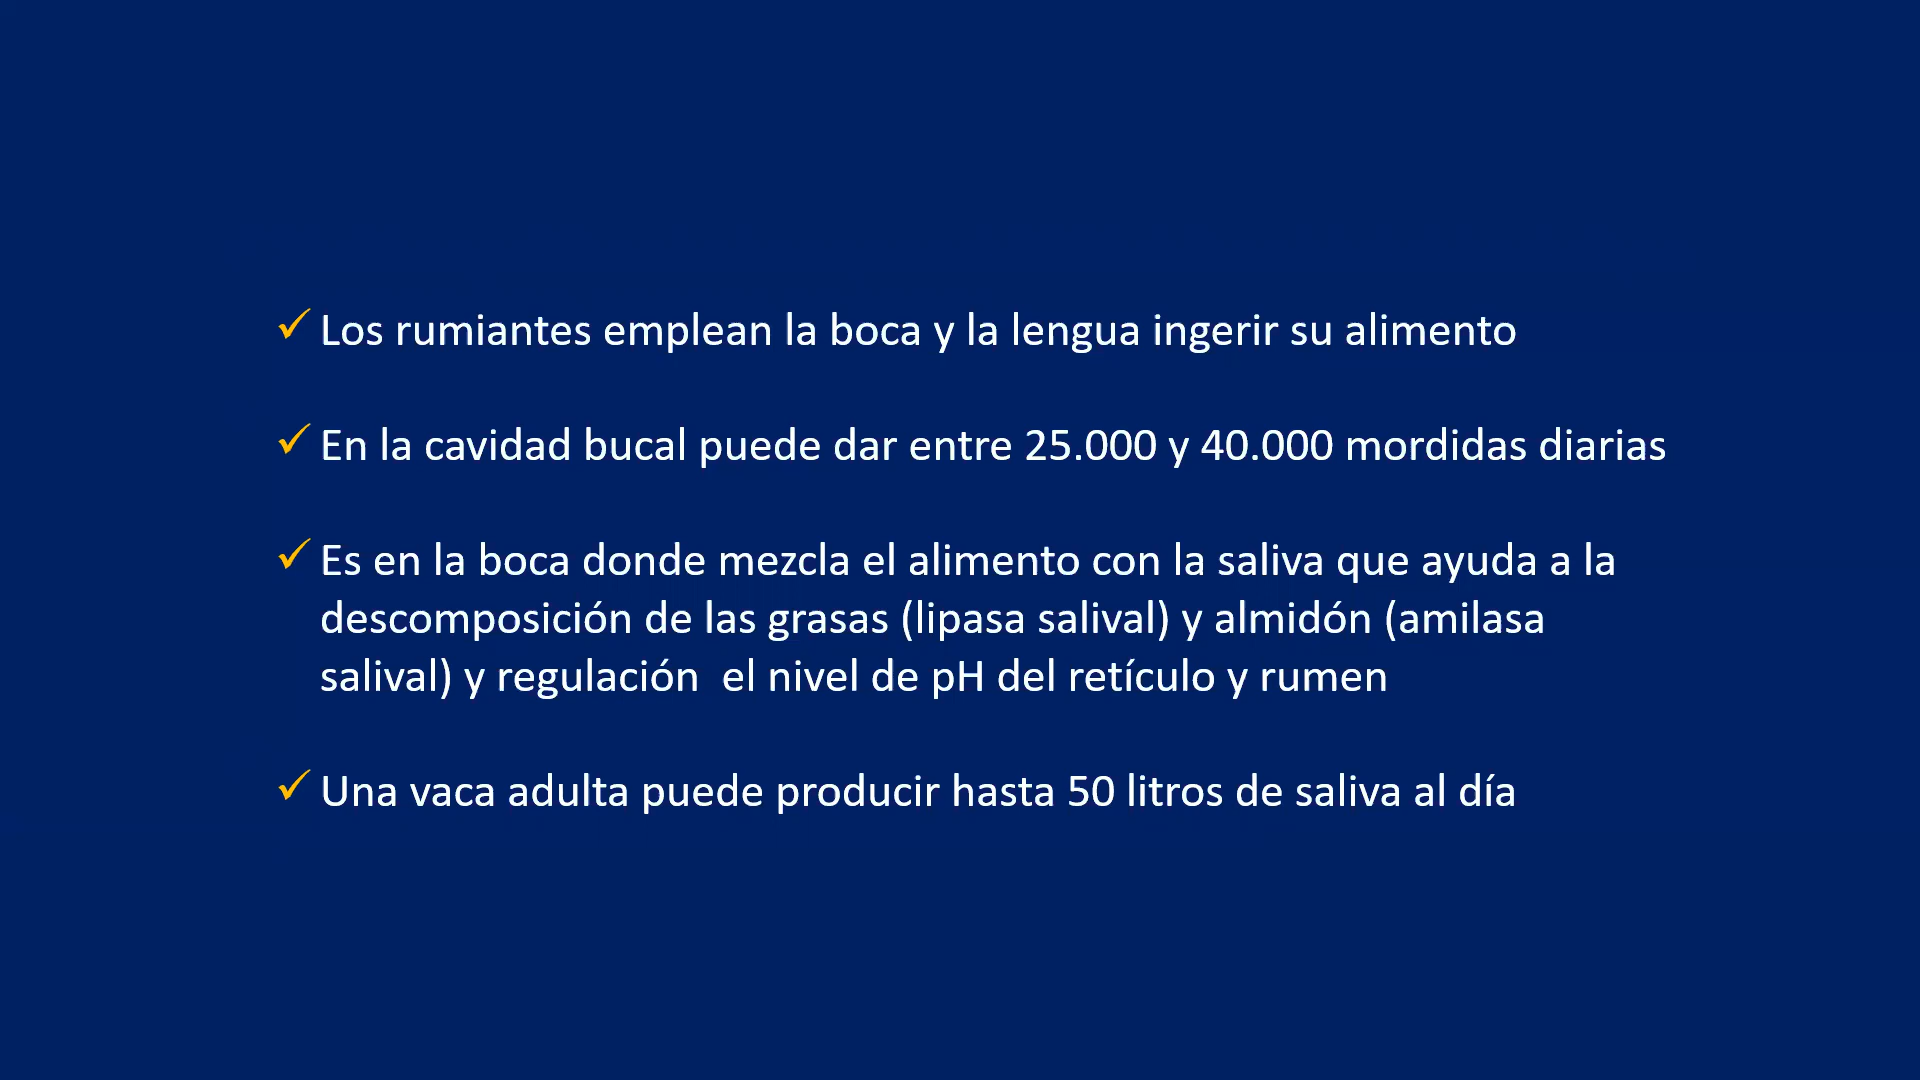 ✓ Los rumiantes emplean la boca y la lengua ingerir su alimento
✓ En la cavidad bucal puede dar entre 25.000 y 40.000 mordidas diarias
✓ Es en la boca donde mezcla el alimento con la saliva que ayuda a la
descomposición de las grasas (lipasa salival) y almidón (amilasa
salival) y regulación  el nivel de pH del retículo y rumen
✓ Una vaca adulta puede producir hasta 50 litros de saliva al día